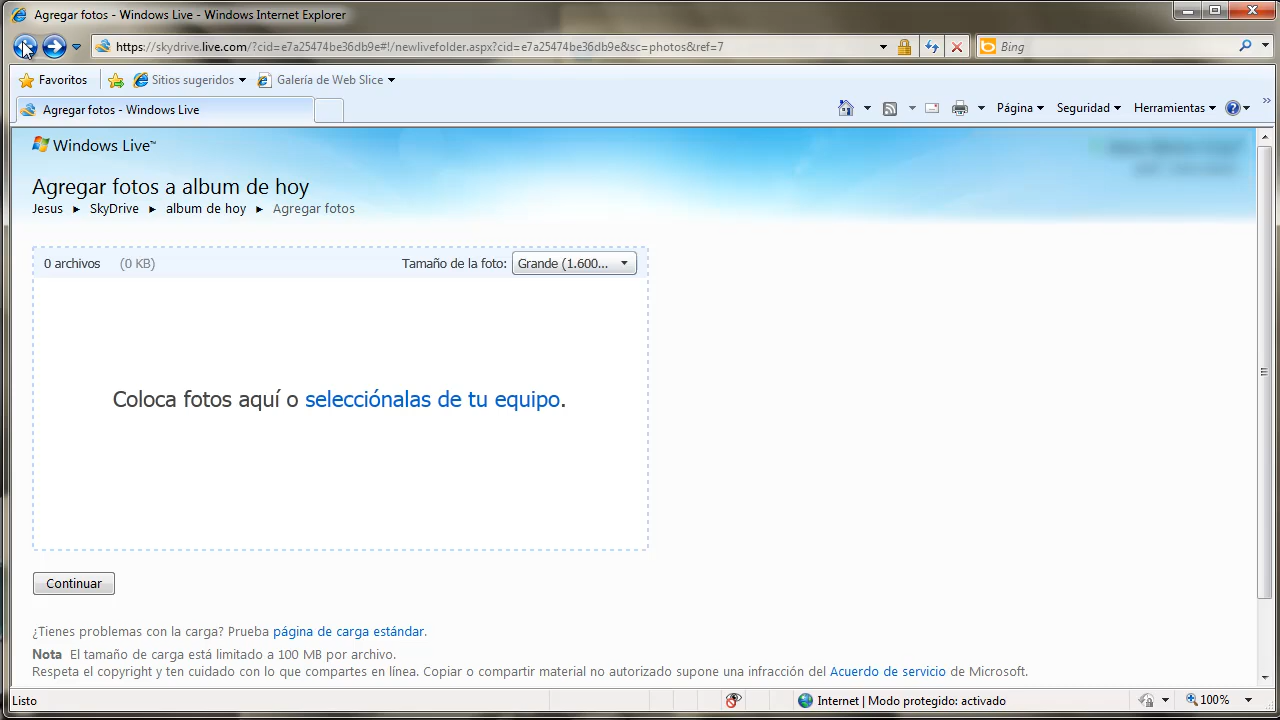 Agregar fotos - Windows Live - Windows Internet Explorer
https://skydrive.live.com/?cid=e7a25474be36db9e#!/newlivefolder.aspx?cid=e7a25474be36db9e&sc=photos&ref=7
Bing
Favoritos
Sitios sugeridos
Galería de Web Slice
Agregar fotos - Windows Live
Página
Seguridad
Herramientas
Windows Live™
Agregar fotos a album de hoy
Jesus ▸ SkyDrive ▸ album de hoy ▸ Agregar fotos
0 archivos (0 KB) Tamaño de la foto: Grande (1.600...
Coloca fotos aquí o selecciónalas de tu equipo.
Continuar
¿Tienes problemas con la carga? Prueba página de carga estándar.
Nota El tamaño de carga está limitado a 100 MB por archivo.
Respeta el copyright y ten cuidado con lo que compartes en línea. Copiar o compartir material no autorizado supone una infracción del Acuerdo de servicio de Microsoft.
Listo
Internet | Modo protegido: activado
100%